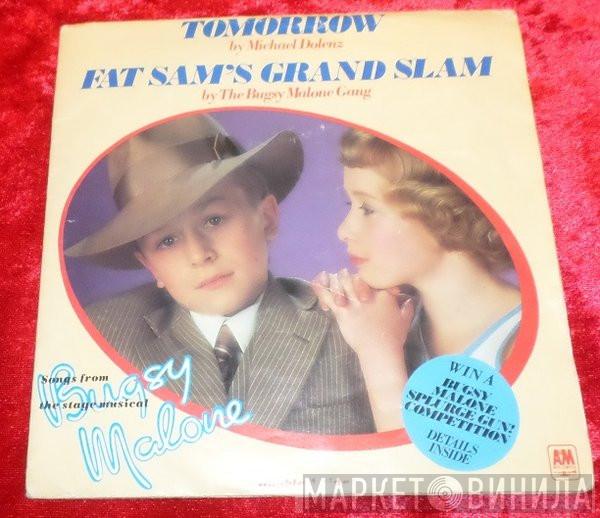 TOMORROW
by Michael Dolenz
FAT SAM'S GRAND SLAM
by The Bugsy Malone Gang
Songs from
the stage musical
Bugsy
Malone
WIN A
BUGSY
MALONE
SPLURGE GUN!
COMPETITION
DETAILS
INSIDE
AM
МАРКЕТ ВИНИЛА